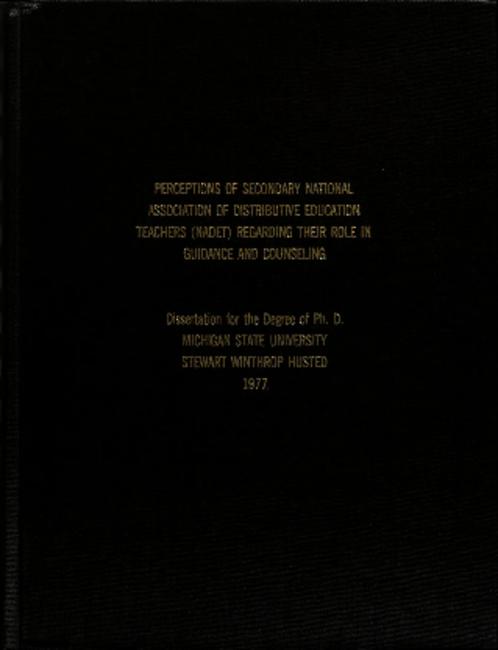 PERCEPTIONS OF SECONDARY NATIONAL
ASSOCIATION OF DISTRIBUTIVE EDUCATION
TEACHERS (NADET) REGARDING THEIR ROLE IN
GUIDANCE AND COUNSELING
Dissertation for the Degree of Ph. D.
MICHIGAN STATE UNIVERSITY
STEWART WINTHROP HUSTED
1977